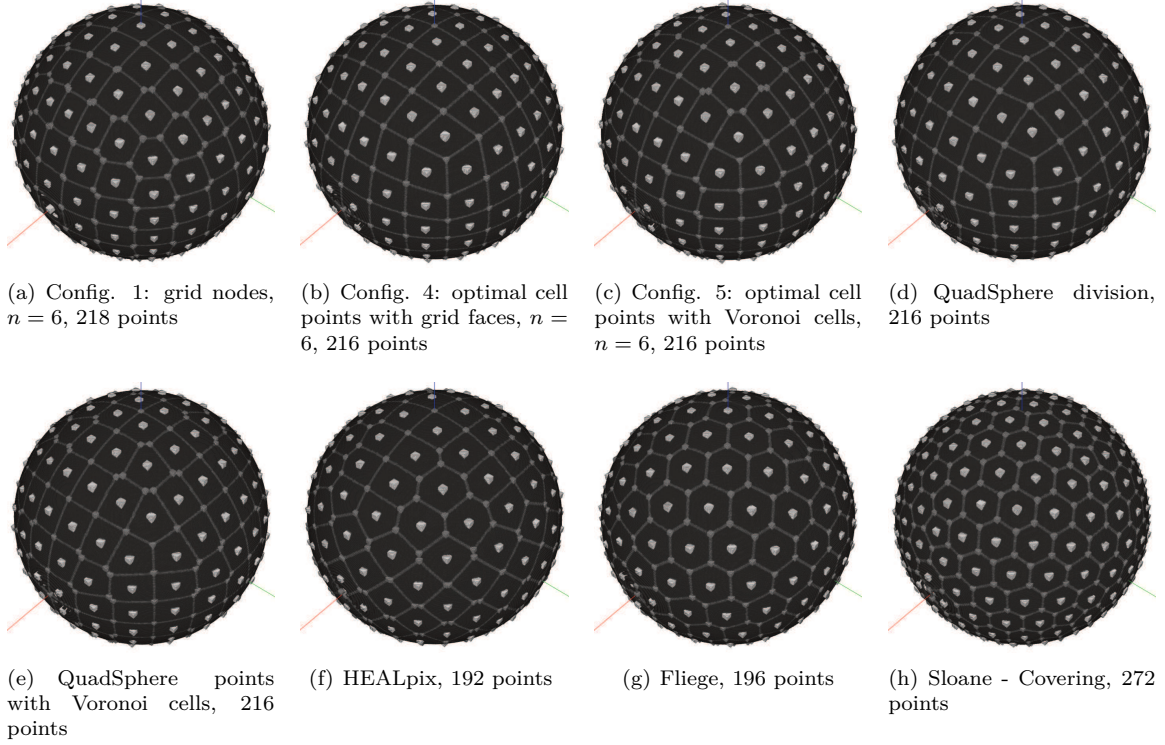 (a) Config. 1: grid nodes,
n = 6, 218 points
(b) Config. 4: optimal cell
points with grid faces, n =
6, 216 points
(c) Config. 5: optimal cell
points with Voronoi cells,
n = 6, 216 points
(d) QuadSphere division,
216 points
(e) QuadSphere points
with Voronoi cells, 216
points
(f) HEALpix, 192 points
(g) Fliege, 196 points
(h) Sloane - Covering, 272
points